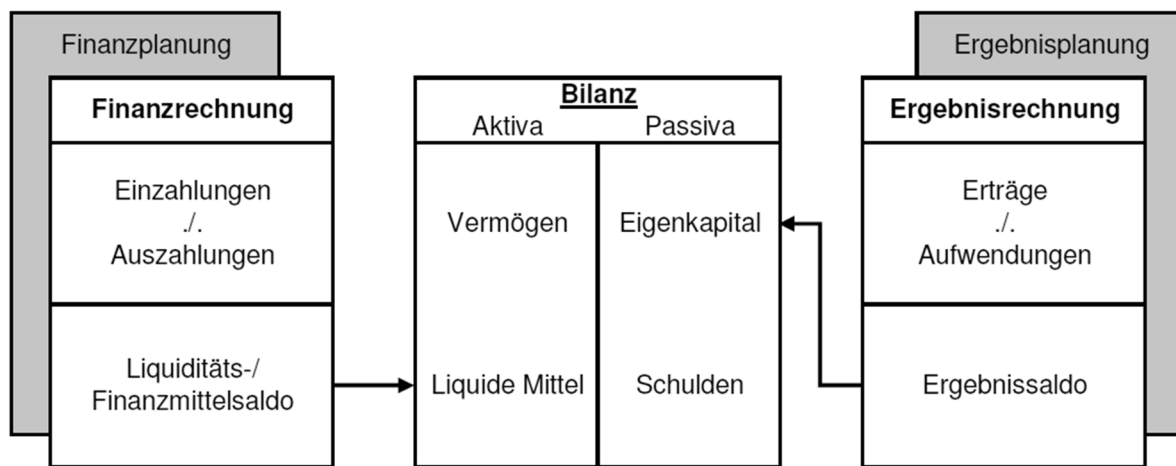 Finanzplanung
Finanzrechnung
Einzahlungen
./.
Auszahlungen
Liquiditäts-/
Finanzmittelsaldo
Bilanz
Aktiva Passiva
Vermögen Eigenkapital
Liquide Mittel Schulden
Ergebnisplanung
Ergebnisrechnung
Erträge
./.
Aufwendungen
Ergebnissaldo